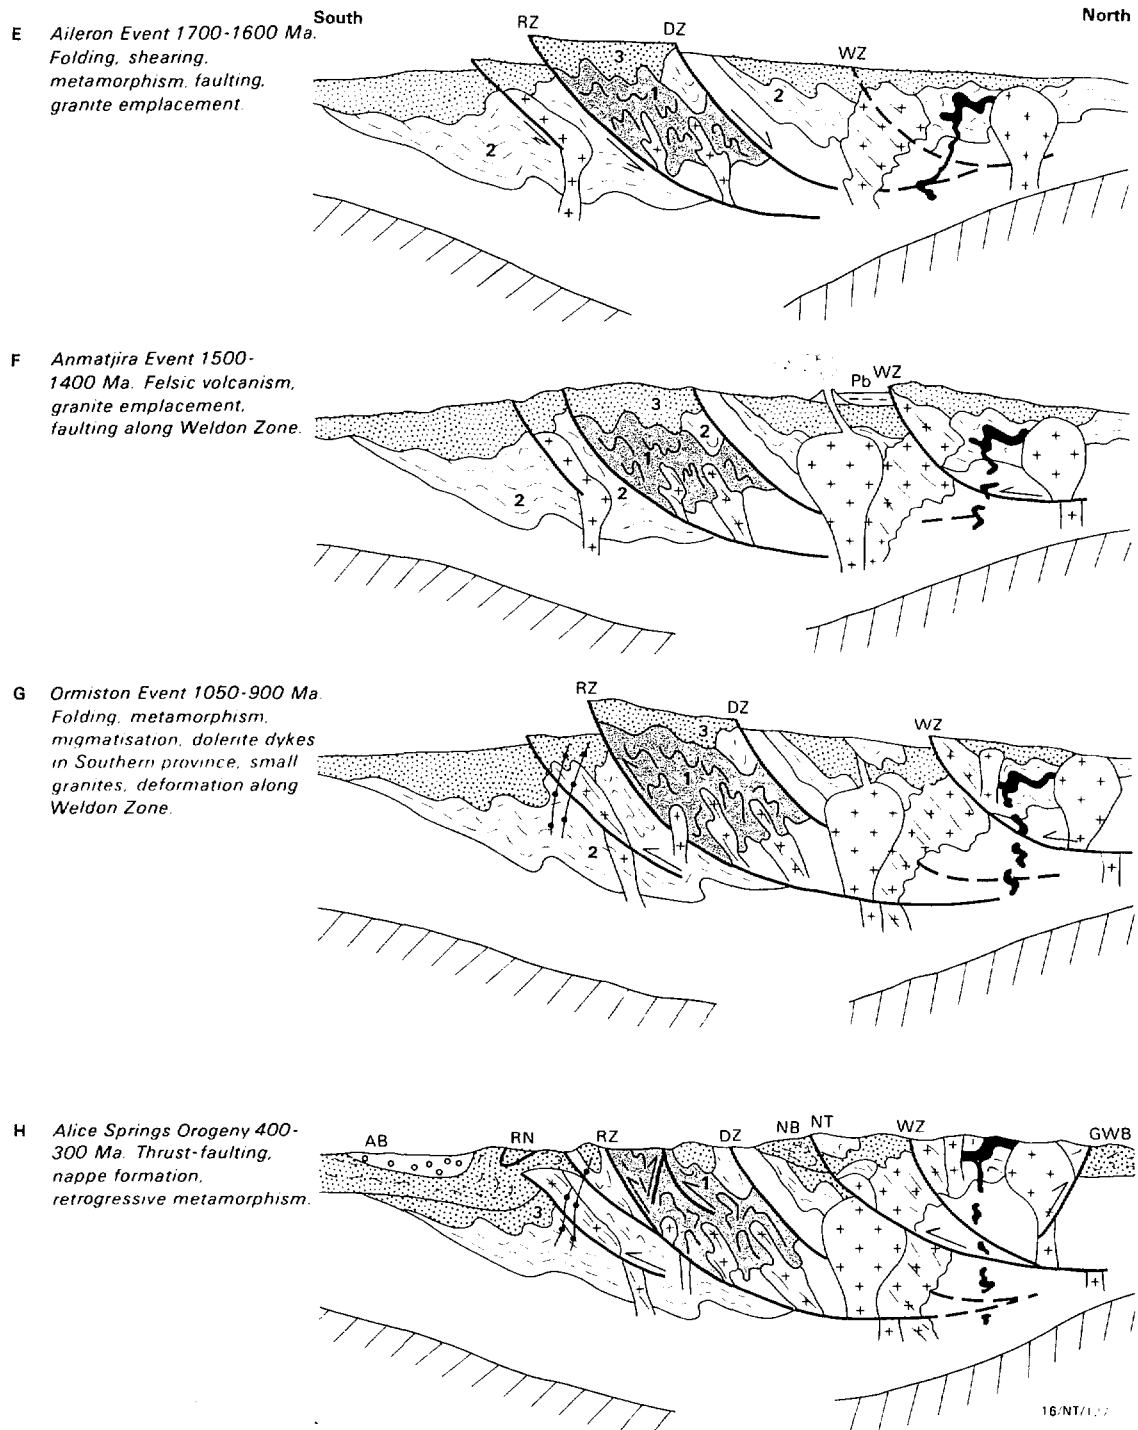 South
North
E Aileron Event 1700-1600 Ma.
Folding, shearing,
metamorphism, faulting,
granite emplacement.
RZ
DZ
WZ
3
1
2
2
F Anmatjira Event 1500-
1400 Ma. Felsic volcanism,
granite emplacement,
faulting along Weldon Zone.
Pb
WZ
3
2
1
2
2
G Ormiston Event 1050-900 Ma.
Folding, metamorphism,
migmatisation, dolerite dykes
in Southern province, small
granites, deformation along
Weldon Zone.
RZ
DZ
WZ
3
1
2
H Alice Springs Orogeny 400-
300 Ma. Thrust-faulting,
nappe formation,
retrogressive metamorphism.
AB
RN
RZ
DZ
NB
NT
WZ
GWB
1
3
16/NT/